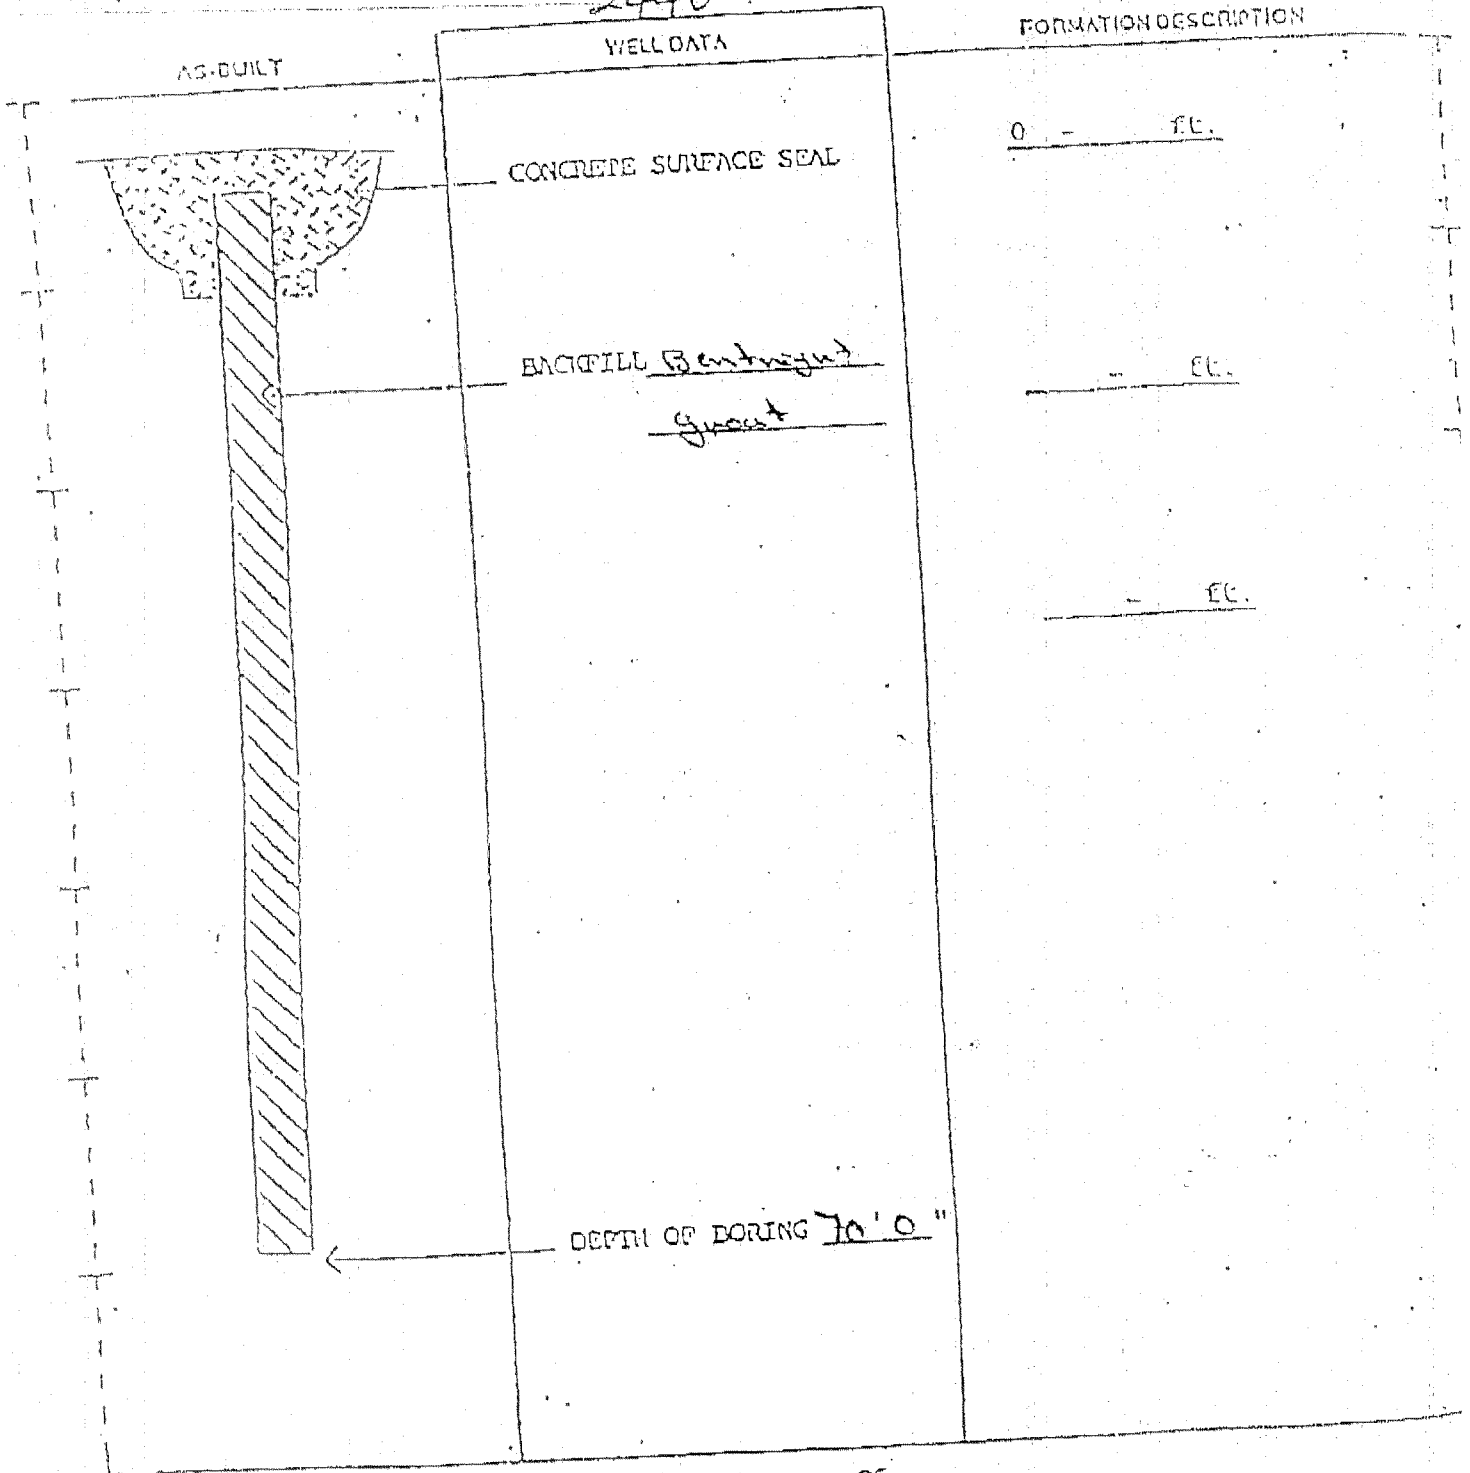 AS-BUILT
WELL DATA
FORMATION DESCRIPTION
CONCRETE SURFACE SEAL
0 - ft.
BACKFILL
- ft.
grout
- ft.
DEPTH OF BORING 70' 0"